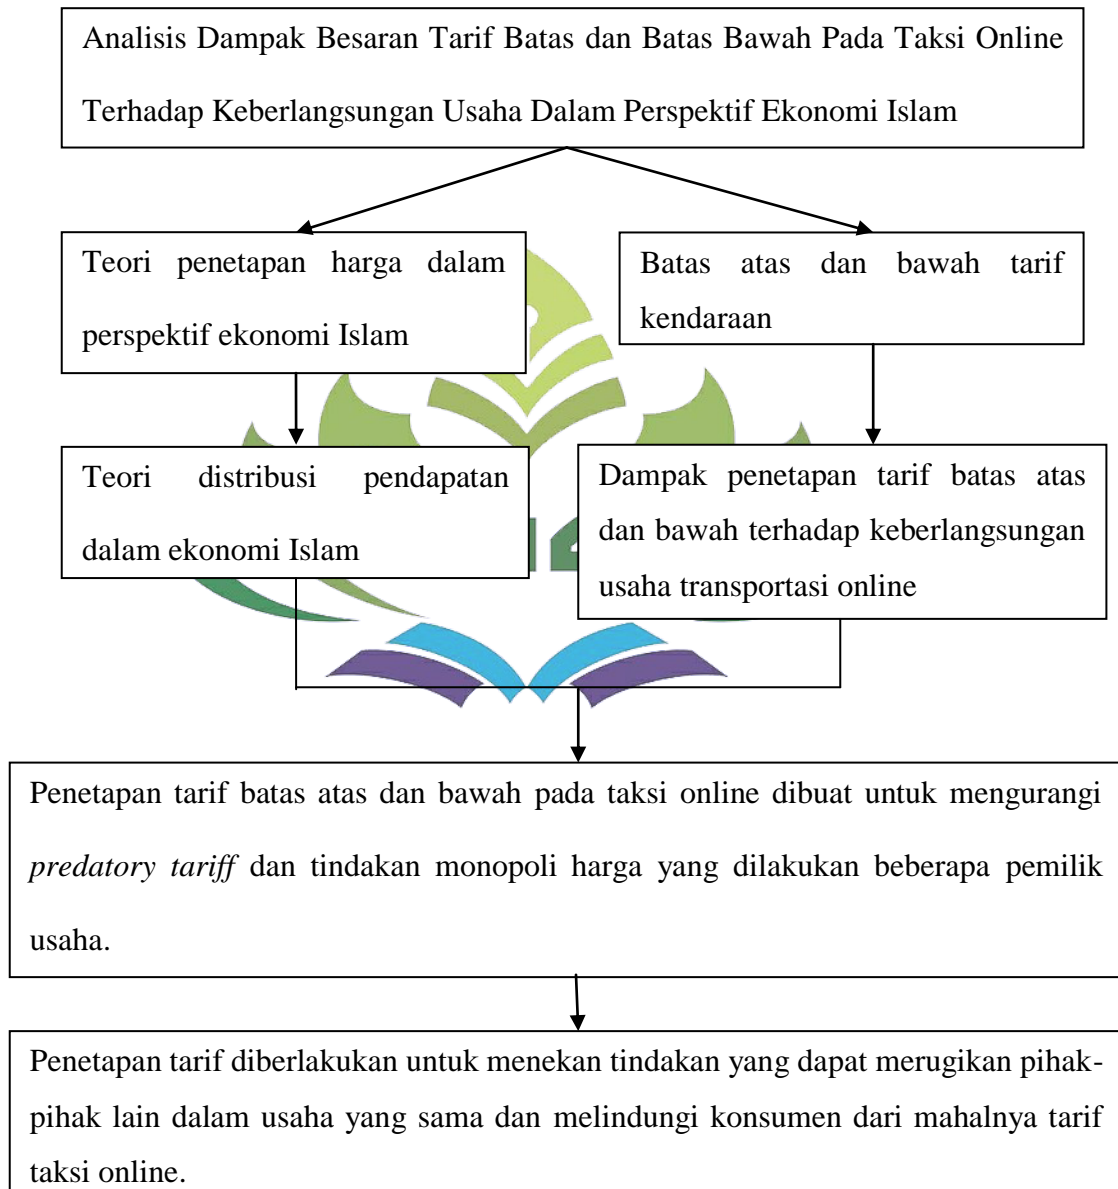 Analisis Dampak Besaran Tarif Batas dan Batas Bawah Pada Taksi Online
Terhadap Keberlangsungan Usaha Dalam Perspektif Ekonomi Islam
Teori penetapan harga dalam
perspektif ekonomi Islam
Batas atas dan bawah tarif
kendaraan
Teori distribusi pendapatan
dalam ekonomi Islam
Dampak penetapan tarif batas atas
dan bawah terhadap keberlangsungan
usaha transportasi online
Penetapan tarif batas atas dan bawah pada taksi online dibuat untuk mengurangi
predatory tariff dan tindakan monopoli harga yang dilakukan beberapa pemilik
usaha.
Penetapan tarif diberlakukan untuk menekan tindakan yang dapat merugikan pihak-
pihak lain dalam usaha yang sama dan melindungi konsumen dari mahalnya tarif
taksi online.